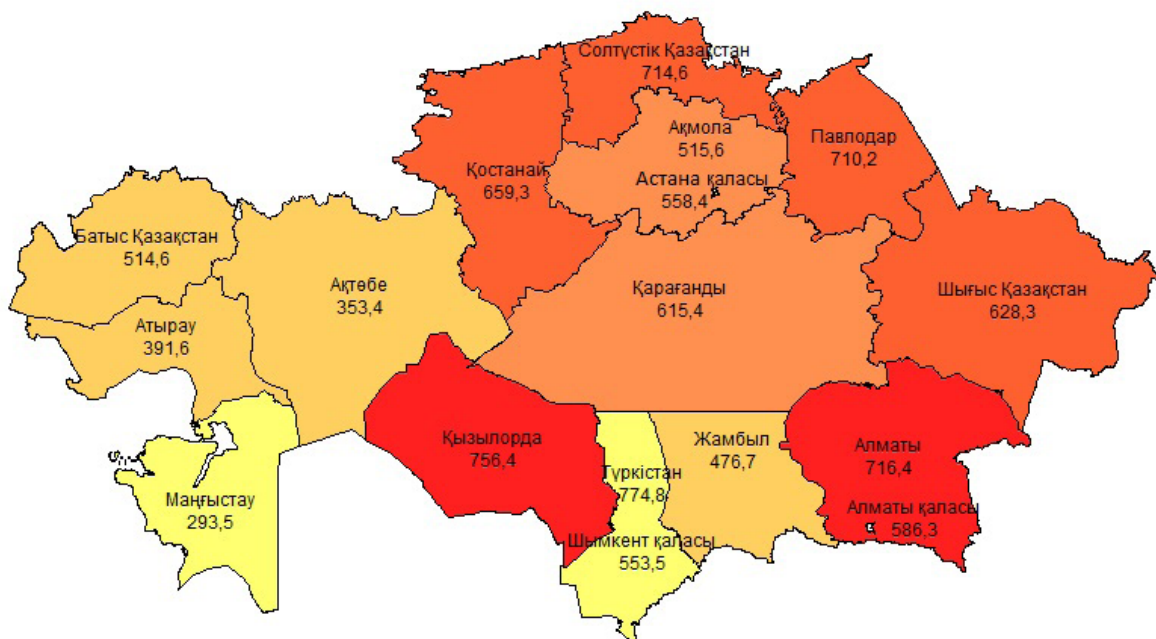 Солтүстік Қазақстан
714,6
Ақмола
515,6
Павлодар
710,2
Қостанай
659,3
Астана қаласы
558,4
Батыс Қазақстан
514,6
Ақтөбе
353,4
Қарағанды
615,4
Шығыс Қазақстан
628,3
Атырау
391,6
Қызылорда
756,4
Жамбыл
476,7
Алматы
716,4
Түркістан
774,8
Маңғыстау
293,5
Алматы қаласы
586,3
Шымкент қаласы
553,5